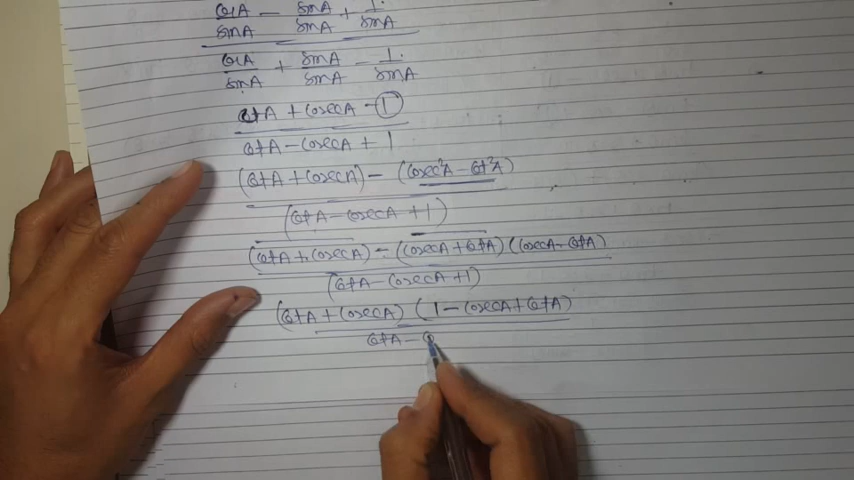 cosA/sinA - sinA/sinA + 1/sinA
cosA/sinA + sinA/sinA - 1/sinA
cotA + cosecA - 1
cotA - cosecA + 1
(cotA + cosecA) - (cosec²A - cot²A)
(cotA - cosecA + 1)
(cotA + cosecA) - (cosecA + cotA)(cosecA - cotA)
(cotA - cosecA + 1)
(cotA + cosecA) (1 - cosecA + cotA)
cotA - c